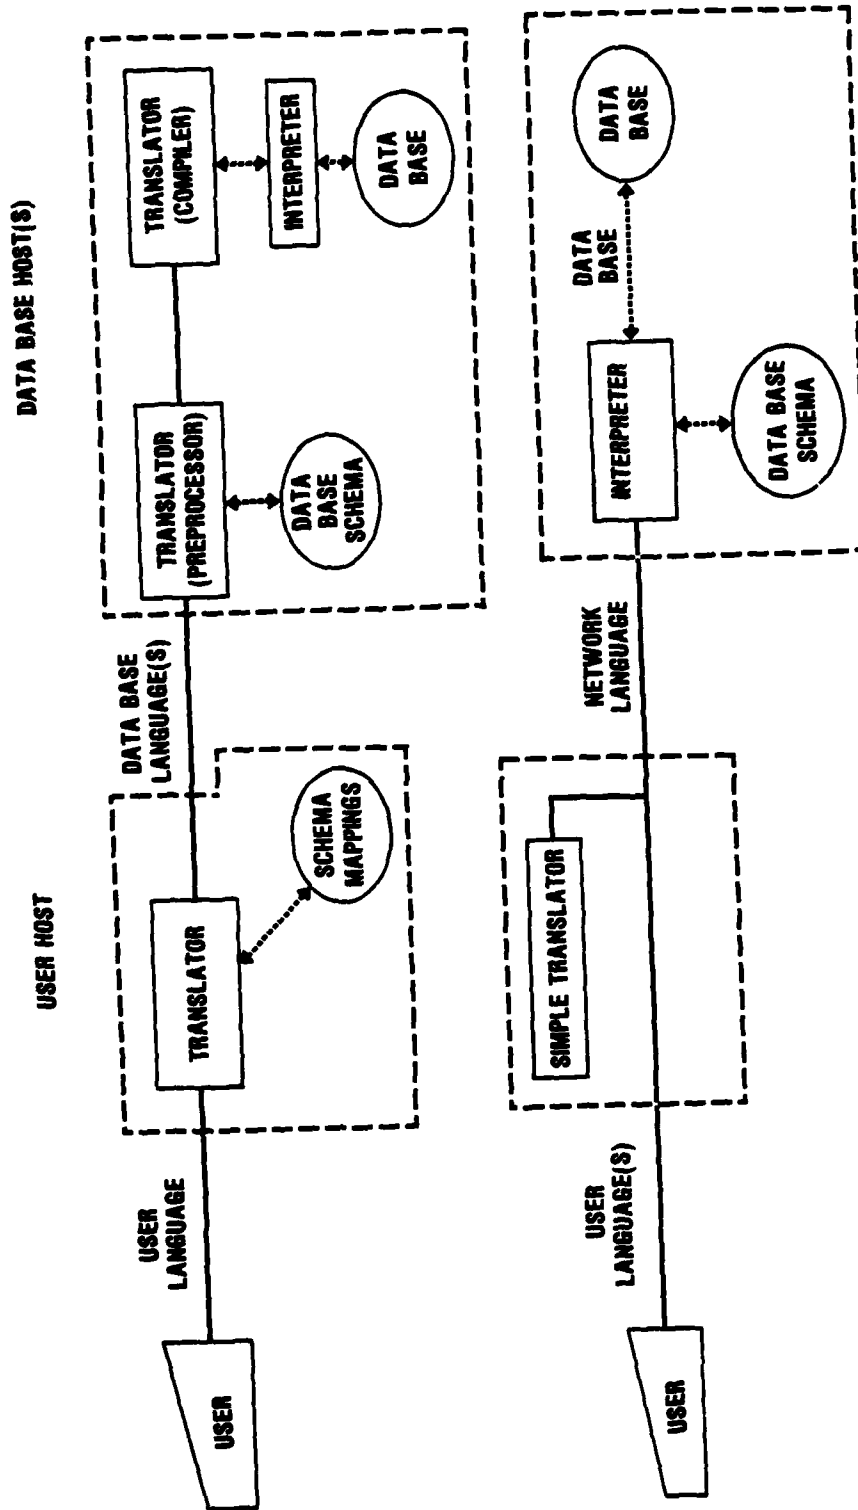 USER HOST
DATA BASE HOST(S)
USER
USER
LANGUAGE
TRANSLATOR
SCHEMA
MAPPINGS
DATA BASE
LANGUAGE(S)
TRANSLATOR
(PREPROCESSOR)
DATA
BASE
SCHEMA
TRANSLATOR
(COMPILER)
INTERPRETER
DATA
BASE
USER
USER
LANGUAGE(S)
SIMPLE TRANSLATOR
NETWORK
LANGUAGE
INTERPRETER
DATA BASE
SCHEMA
DATA
BASE
DATA
BASE